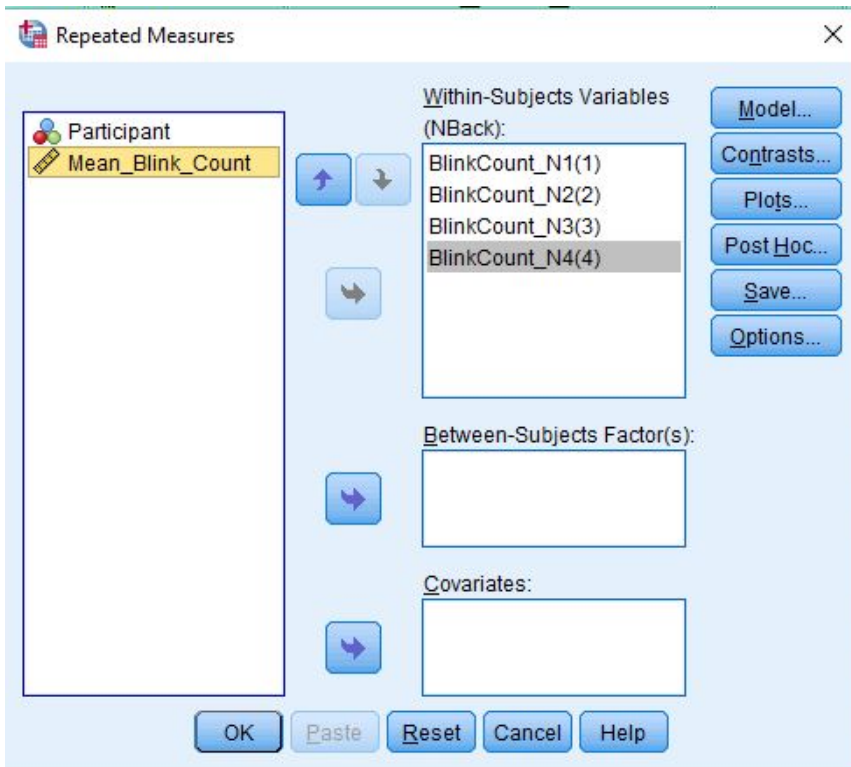 Repeated Measures
Participant
Mean_Blink_Count
Within-Subjects Variables
(NBack):
BlinkCount_N1(1)
BlinkCount_N2(2)
BlinkCount_N3(3)
BlinkCount_N4(4)
Between-Subjects Factor(s):
Covariates:
Model...
Contrasts...
Plots...
Post Hoc...
Save...
Options...
OK Paste Reset Cancel Help